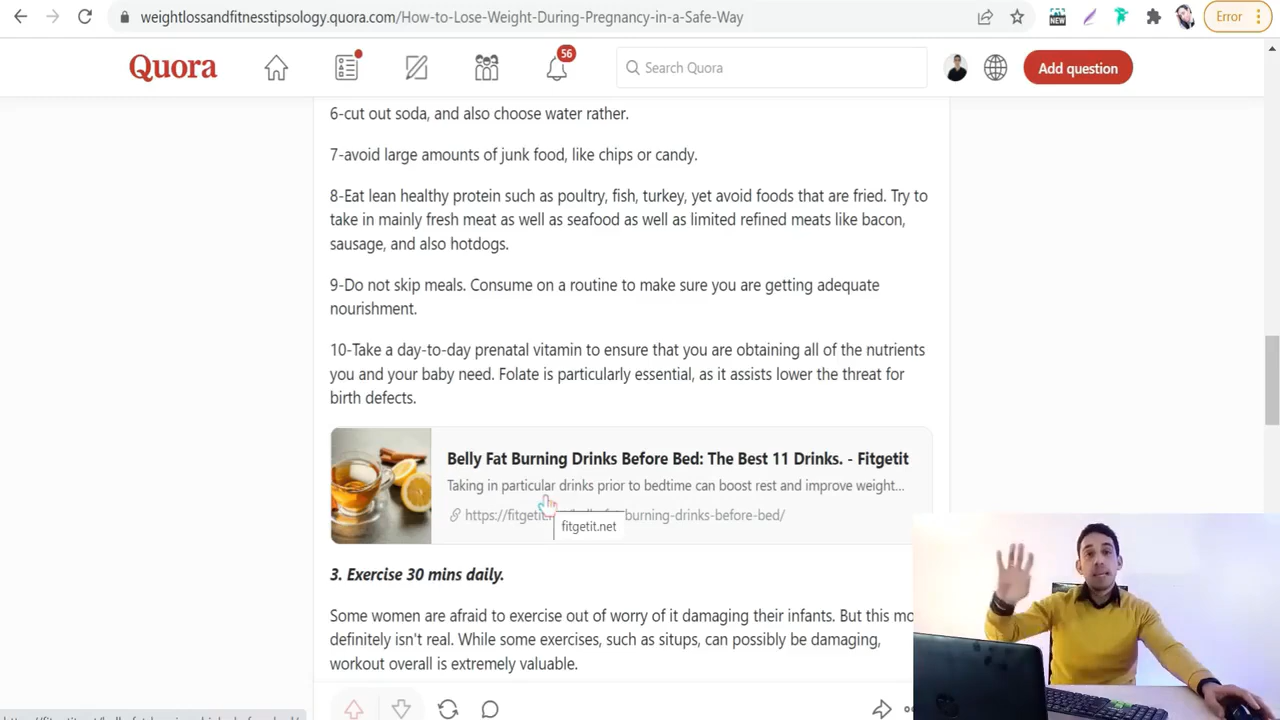 weightlossandfitnesstipsology.quora.com/How-to-Lose-Weight-During-Pregnancy-in-a-Safe-Way
NEW
Error
Quora
56
Search Quora
Add question
6-cut out soda, and also choose water rather.
7-avoid large amounts of junk food, like chips or candy.
8-Eat lean healthy protein such as poultry, fish, turkey, yet avoid foods that are fried. Try to
take in mainly fresh meat as well as seafood as well as limited refined meats like bacon,
sausage, and also hotdogs.
9-Do not skip meals. Consume on a routine to make sure you are getting adequate
nourishment.
10-Take a day-to-day prenatal vitamin to ensure that you are obtaining all of the nutrients
you and your baby need. Folate is particularly essential, as it assists lower the threat for
birth defects.
Belly Fat Burning Drinks Before Bed: The Best 11 Drinks. - Fitgetit
Taking in particular drinks prior to bedtime can boost rest and improve weight...
https://fitgetit. burning-drinks-before-bed/
fitgetit.net
3. Exercise 30 mins daily.
Some women are afraid to exercise out of worry of it damaging their infants. But this mo
definitely isn't real. While some exercises, such as situps, can possibly be damaging,
workout overall is extremely valuable.